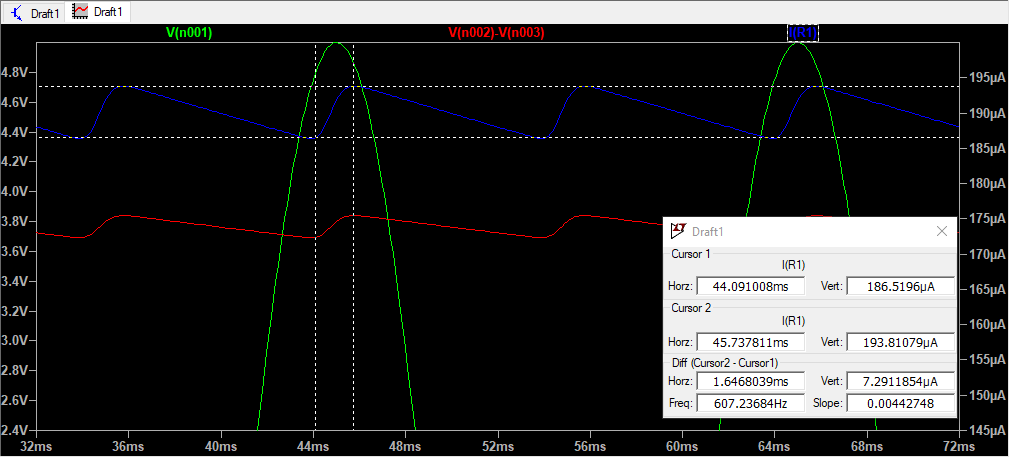 Draft1 Draft1
V(n001) V(n002)-V(n003) I(R1)
4.8V 195µA
4.6V 190µA
4.4V 185µA
4.2V 180µA
4.0V 175µA
3.8V 170µA
3.6V 165µA
3.4V 160µA
3.2V 155µA
3.0V 150µA
2.8V 145µA
2.6V
2.4V
32ms 36ms 40ms 44ms 48ms 52ms 56ms 60ms 64ms 68ms 72ms
Draft1
Cursor 1
I(R1)
Horz: 44.091008ms Vert: 186.5196µA
Cursor 2
I(R1)
Horz: 45.737811ms Vert: 193.81079µA
Diff (Cursor2 - Cursor1)
Horz: 1.6468039ms Vert: 7.2911854µA
Freq: 607.23684Hz Slope: 0.00442748